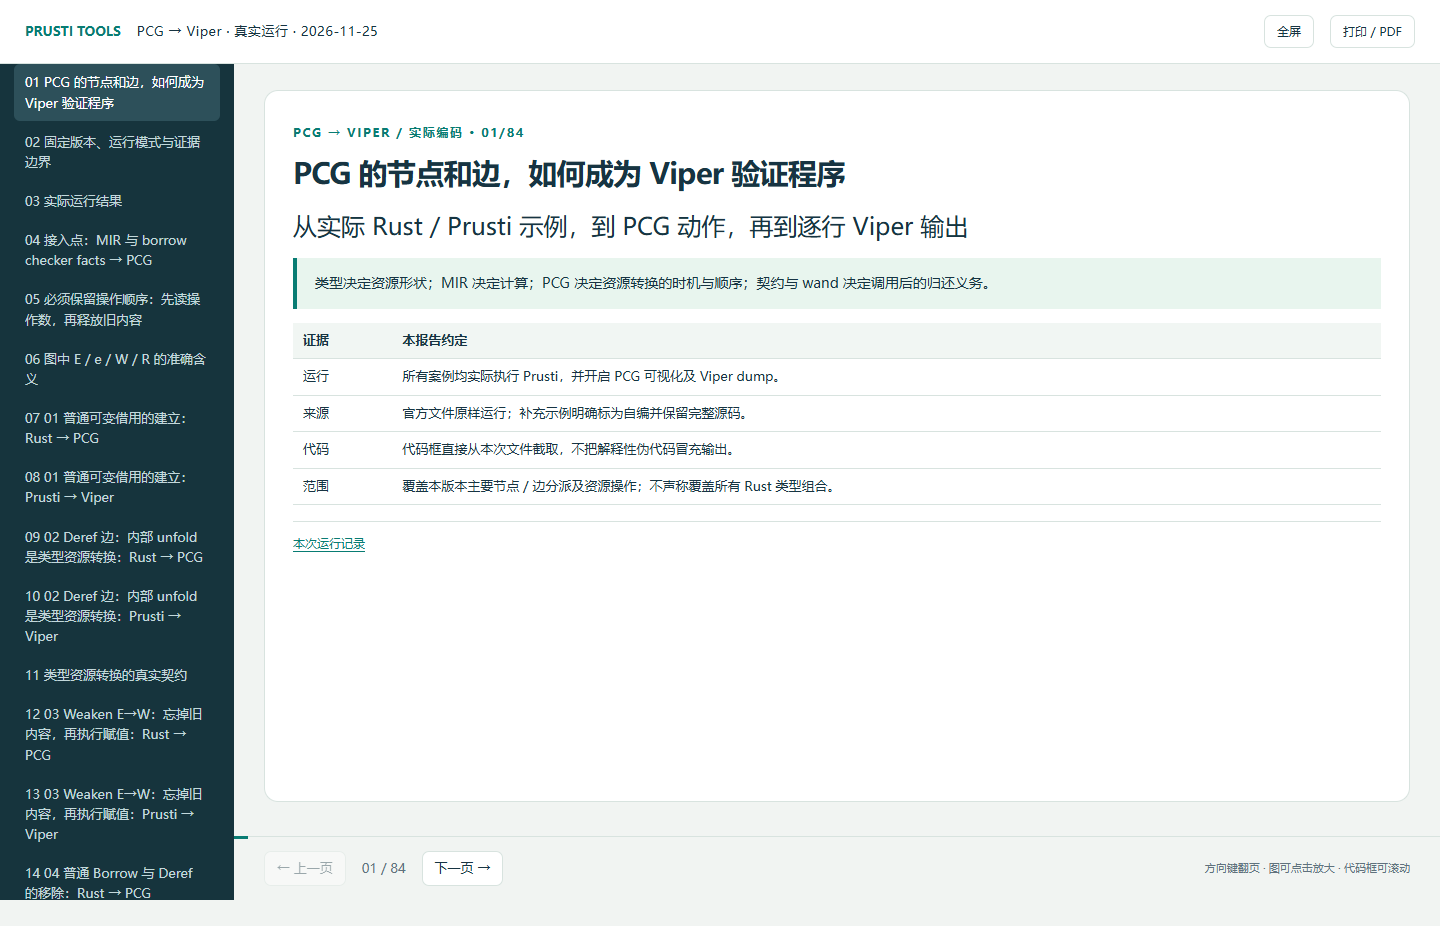 PRUSTI TOOLS
PCG → Viper · 真实运行 · 2026-11-25
全屏
打印 / PDF
01 PCG 的节点和边，如何成为
Viper 验证程序
02 固定版本、运行模式与证据
边界
03 实际运行结果
04 接入点：MIR 与 borrow
checker facts → PCG
05 必须保留操作顺序：先读操
作数，再释放旧内容
06 图中 E / e / W / R 的准确含
义
07 01 普通可变借用的建立：
Rust → PCG
08 01 普通可变借用的建立：
Prusti → Viper
09 02 Deref 边：内部 unfold
是类型资源转换：Rust → PCG
10 02 Deref 边：内部 unfold
是类型资源转换：Prusti →
Viper
11 类型资源转换的真实契约
12 03 Weaken E→W：忘掉旧
内容，再执行赋值：Rust →
PCG
13 03 Weaken E→W：忘掉旧
内容，再执行赋值：Prusti →
Viper
14 04 普通 Borrow 与 Deref
的移除：Rust → PCG
PCG → VIPER / 实际编码 • 01/84
PCG 的节点和边，如何成为 Viper 验证程序
从实际 Rust / Prusti 示例，到 PCG 动作，再到逐行 Viper 输出
类型决定资源形状；MIR 决定计算；PCG 决定资源转换的时机与顺序；契约与 wand 决定调用后的归还义务。
证据 本报告约定
运行 所有案例均实际执行 Prusti，并开启 PCG 可视化及 Viper dump。
来源 官方文件原样运行；补充示例明确标为自编并保留完整源码。
代码 代码框直接从本次文件截取，不把解释性伪代码冒充输出。
范围 覆盖本版本主要节点 / 边分派及资源操作；不声称覆盖所有 Rust 类型组合。
本次运行记录
← 上一页
01 / 84
下一页 →
方向键翻页 · 图可点击放大 · 代码框可滚动